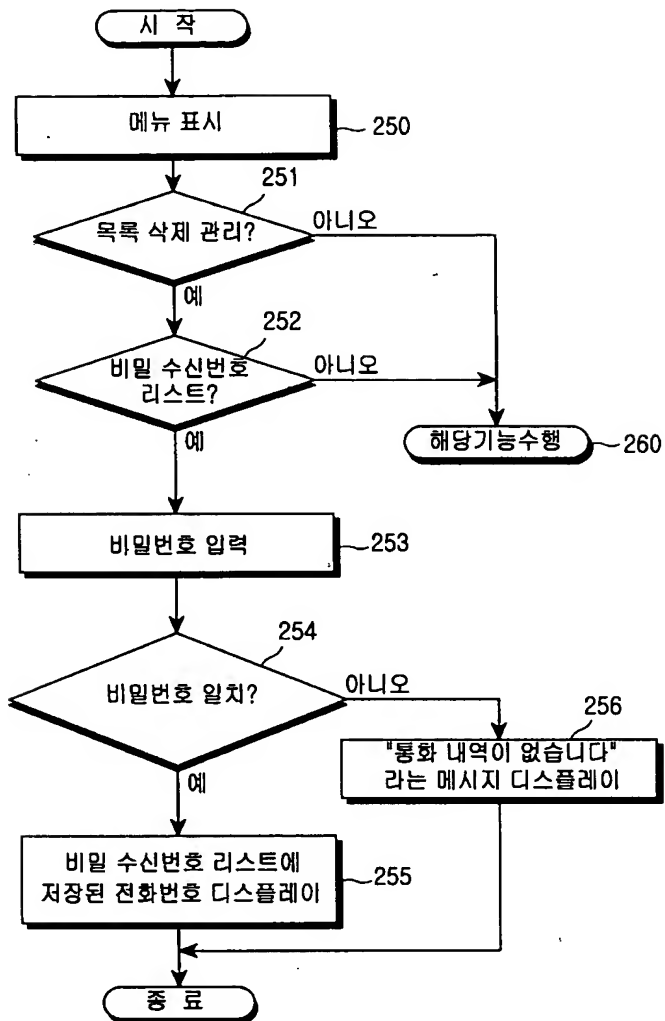 시 작
메뉴 표시
250
251
목록 삭제 관리?
아니오
예
252
비밀 수신번호
리스트?
아니오
예
해당기능수행
260
비밀번호 입력
253
254
비밀번호 일치?
아니오
예
256
"통화 내역이 없습니다"
라는 메시지 디스플레이
비밀 수신번호 리스트에
저장된 전화번호 디스플레이
255
종 료